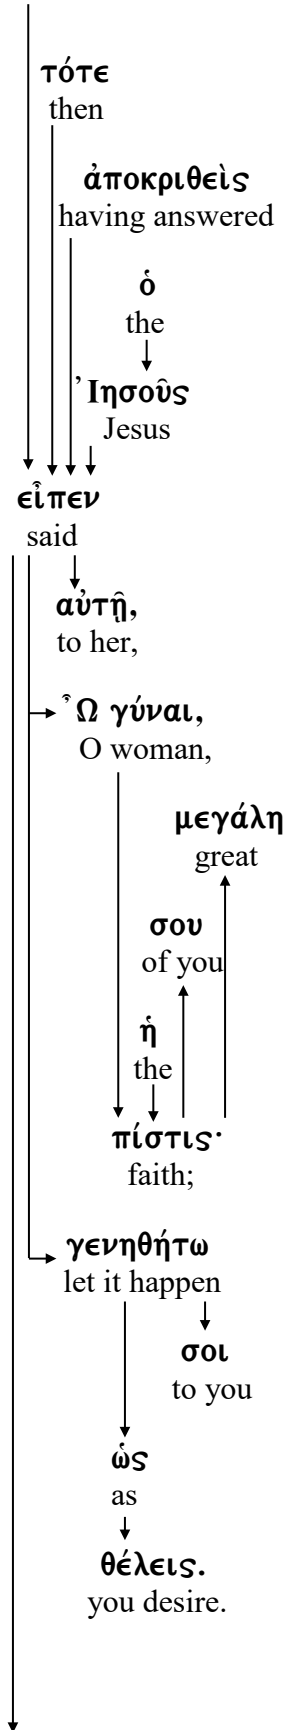 τότε
then
ἀποκριθεὶς
having answered
ὁ
the
Ἰησοῦς
Jesus
εἶπεν
said
αὐτῇ,
to her,
Ὦ γύναι,
O woman,
μεγάλη
great
σου
of you
ἡ
the
πίστις·
faith;
γενηθήτω
let it happen
σοι
to you
ὡς
as
θέλεις.
you desire.